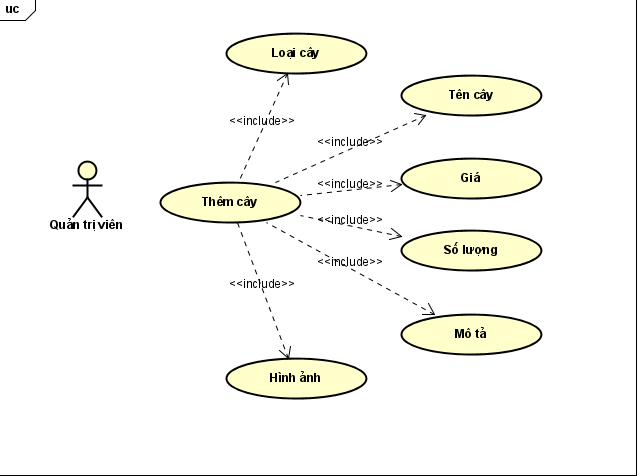 uc
Loại cây
Tên cây
<<include>>
<<include>>
Giá
<<include>>
Thêm cây
<<include>>
Quản trị viên
Số lượng
<<include>>
<<include>>
Mô tả
Hình ảnh